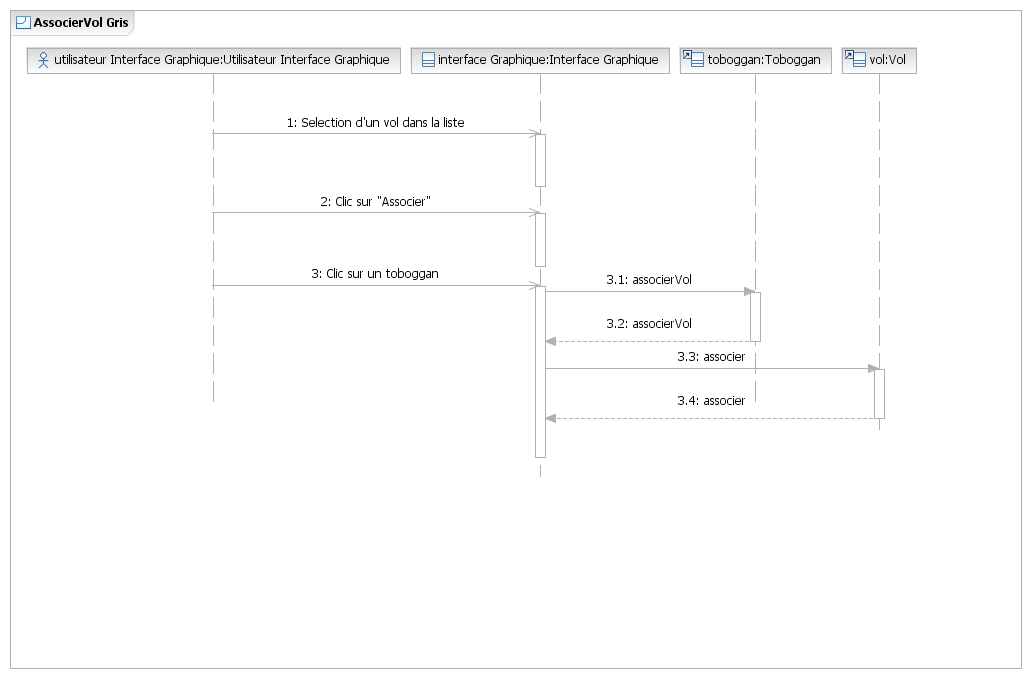 AssocierVol Gris
utilisateur Interface Graphique:Utilisateur Interface Graphique
interface Graphique:Interface Graphique
toboggan:Toboggan
vol:Vol
1: Selection d'un vol dans la liste
2: Clic sur "Associer"
3: Clic sur un toboggan
3.1: associerVol
3.2: associerVol
3.3: associer
3.4: associer